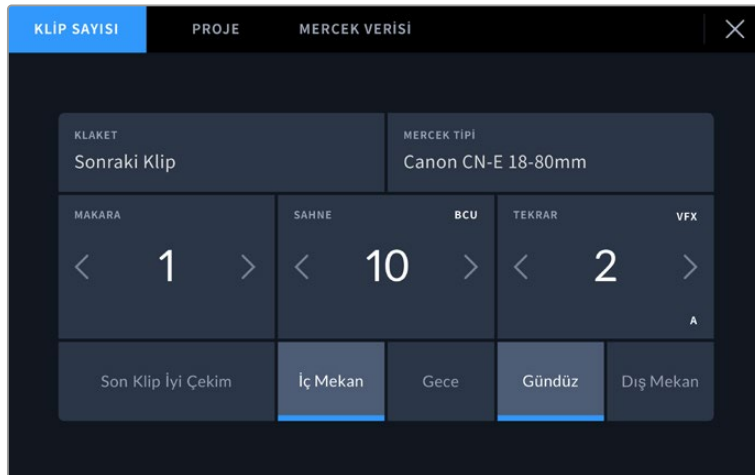 KLİP SAYISI PROJE MERCEK VERİSİ
KLAKET MERCEK TİPİ
Sonraki Klip Canon CN-E 18-80mm
MAKARA SAHNE BCU TEKRAR VFX
1 10 2
A
Son Klip İyi Çekim İç Mekan Gece Gündüz Dış Mekan